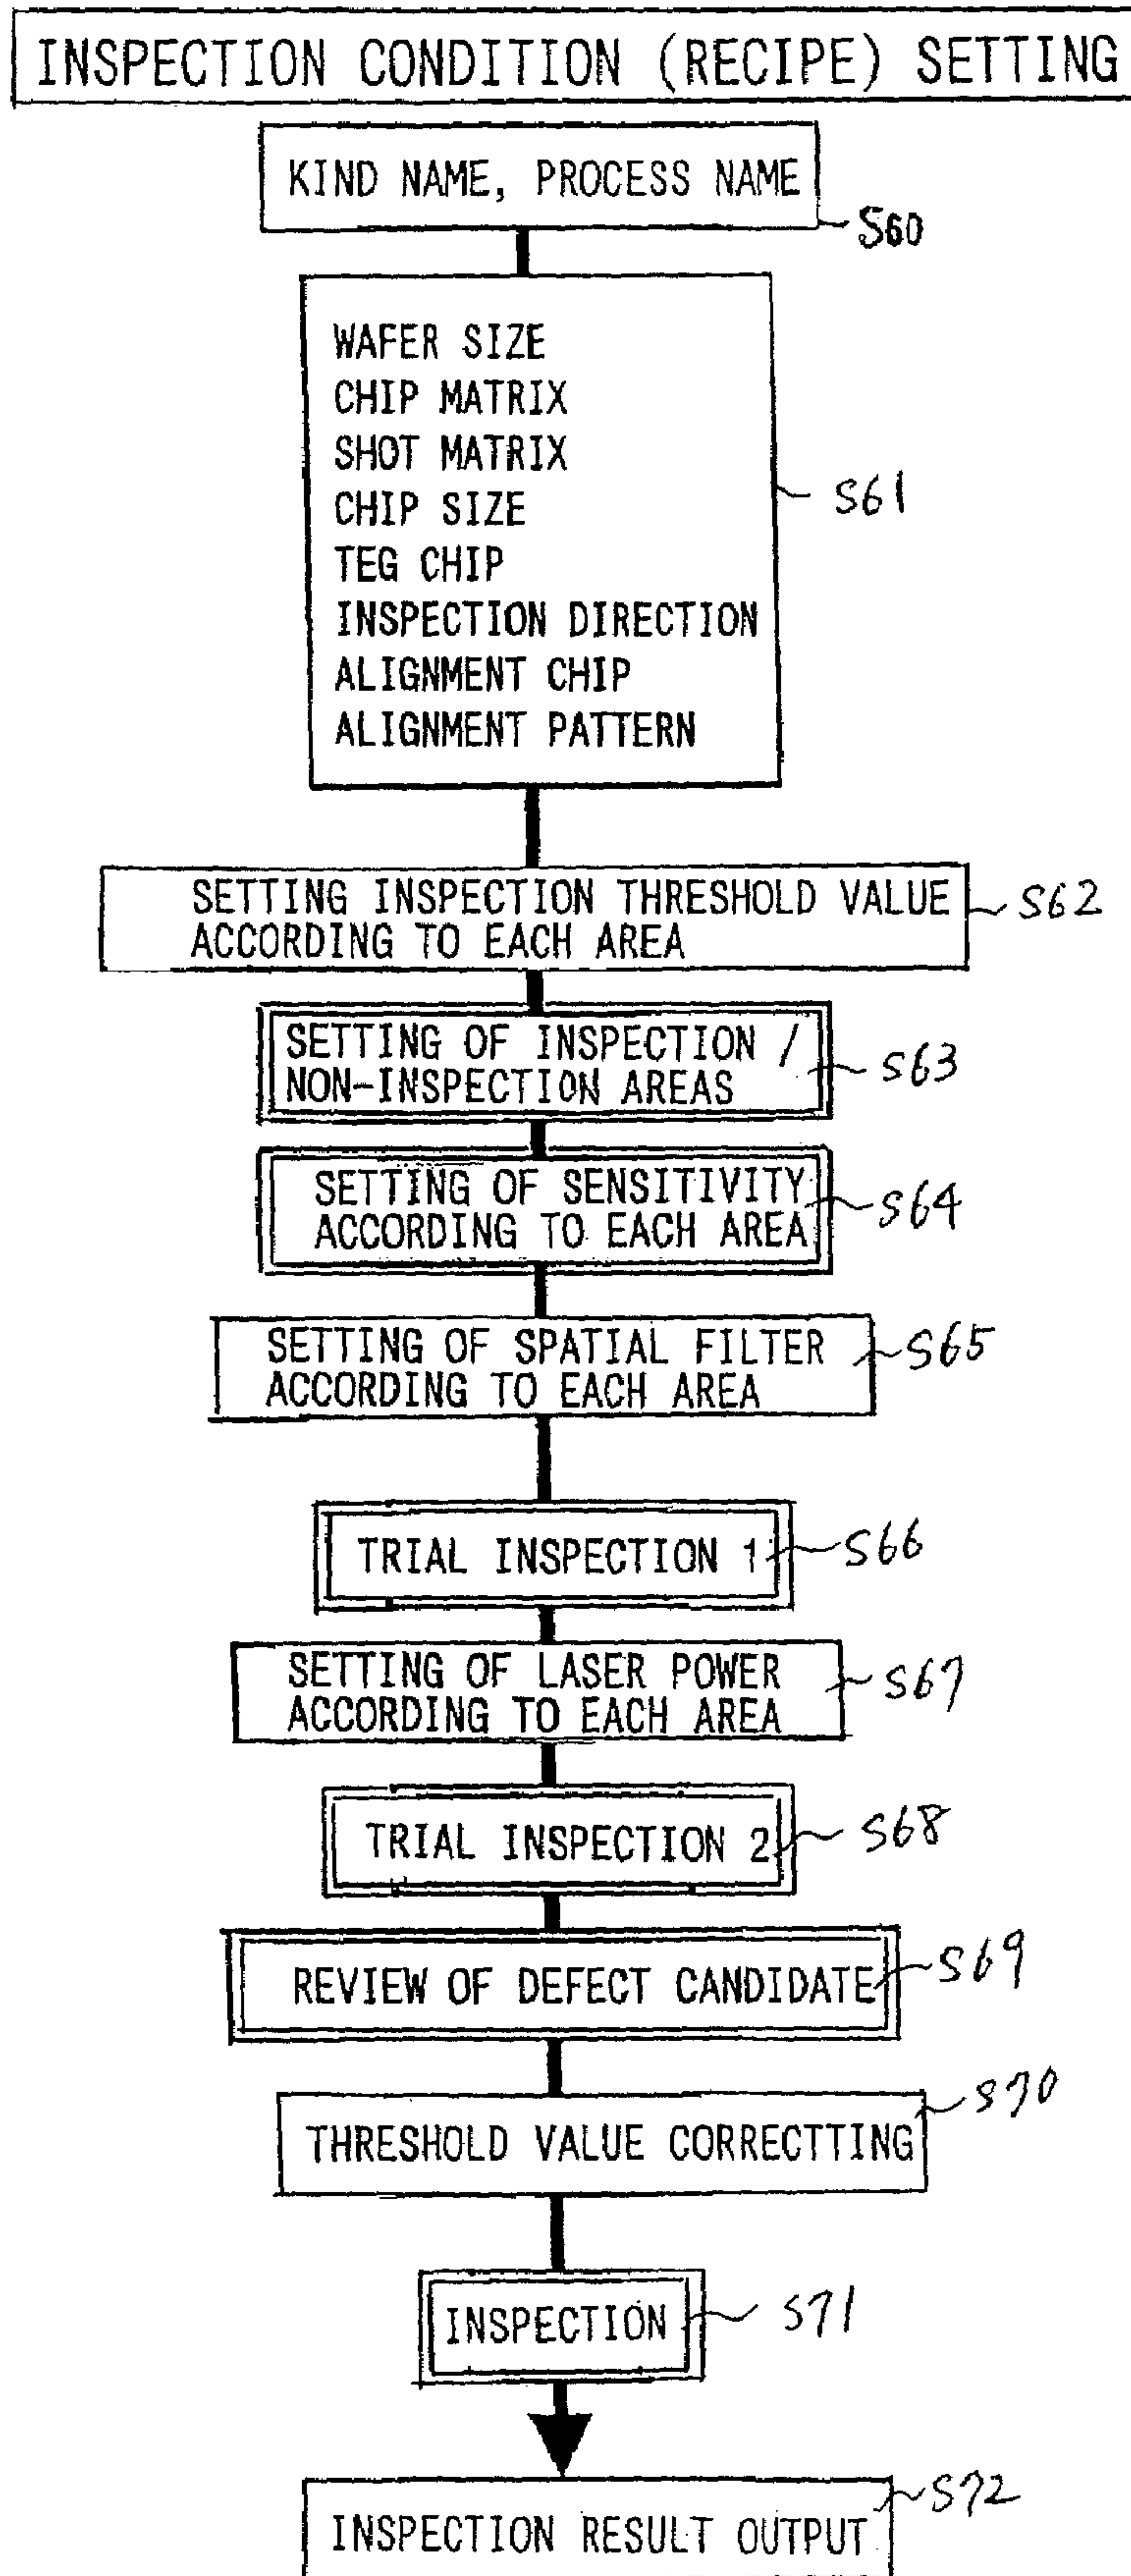 INSPECTION CONDITION (RECIPE) SETTING
KIND NAME, PROCESS NAME
S60
WAFER SIZE
CHIP MATRIX
SHOT MATRIX
CHIP SIZE
TEG CHIP
INSPECTION DIRECTION
ALIGNMENT CHIP
ALIGNMENT PATTERN
S61
SETTING INSPECTION THRESHOLD VALUE
ACCORDING TO EACH AREA
S62
SETTING OF INSPECTION /
NON-INSPECTION AREAS
S63
SETTING OF SENSITIVITY
ACCORDING TO EACH AREA
S64
SETTING OF SPATIAL FILTER
ACCORDING TO EACH AREA
S65
TRIAL INSPECTION 1
S66
SETTING OF LASER POWER
ACCORDING TO EACH AREA
S67
TRIAL INSPECTION 2
S68
REVIEW OF DEFECT CANDIDATE
S69
THRESHOLD VALUE CORRECTTING
S70
INSPECTION
S71
INSPECTION RESULT OUTPUT
S72